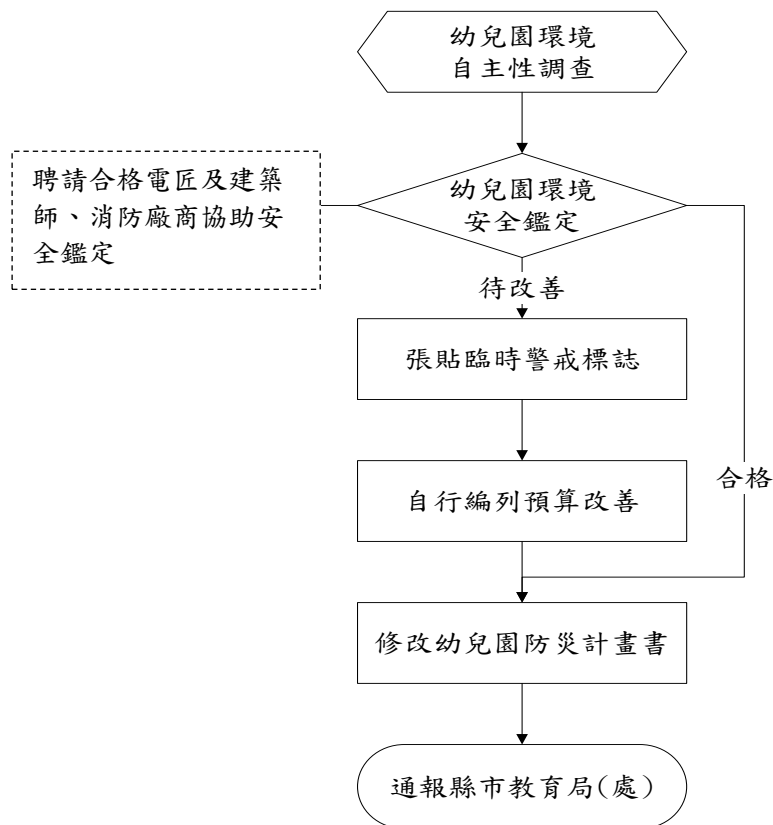 幼兒園環境
自主性調查
聘請合格電匠及建築
師、消防廠商協助安
全鑑定
幼兒園環境
安全鑑定
待改善
張貼臨時警戒標誌
合格
自行編列預算改善
修改幼兒園防災計畫書
通報縣市教育局(處)